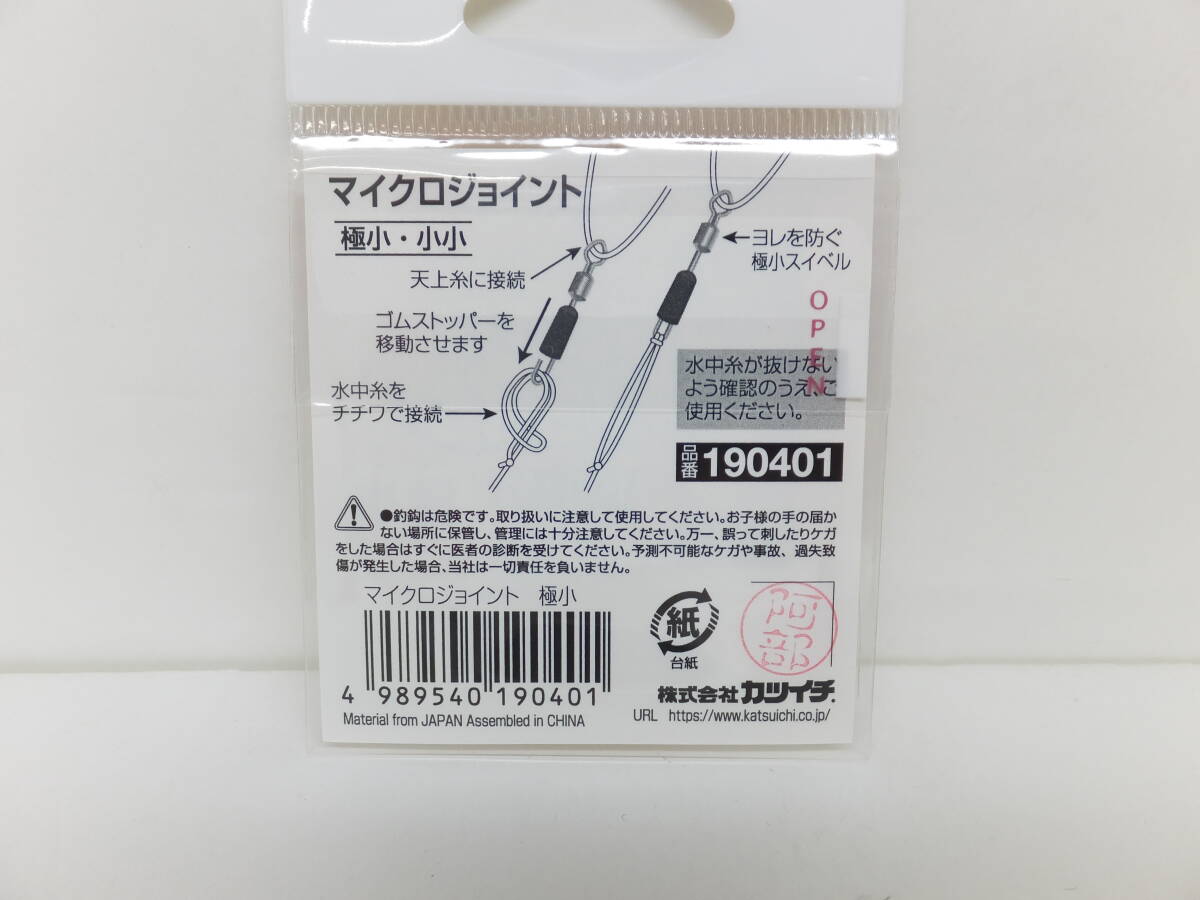 マイクロジョイント
極小・小小
天上糸に接続
ゴムストッパーを
移動させます
水中糸を
チチワで接続
ヨレを防ぐ
極小スイベル
OPEN
水中糸が抜けない
よう確認のうえ、ご
使用ください。
品番 190401
●釣鈎は危険です。取り扱いに注意して使用してください。お子様の手の届か
ない場所に保管し、管理には十分注意してください。万一、誤って刺したりケガ
をした場合はすぐに医者の診断を受けてください。予測不可能なケガや事故、過失致
傷が発生した場合、当社は一切責任を負いません。
マイクロジョイント 極小
4 989540 190401
Material from JAPAN Assembled in CHINA
紙
台紙
阿部
株式会社 カツイチ.
URL https://www.katsuichi.co.jp/